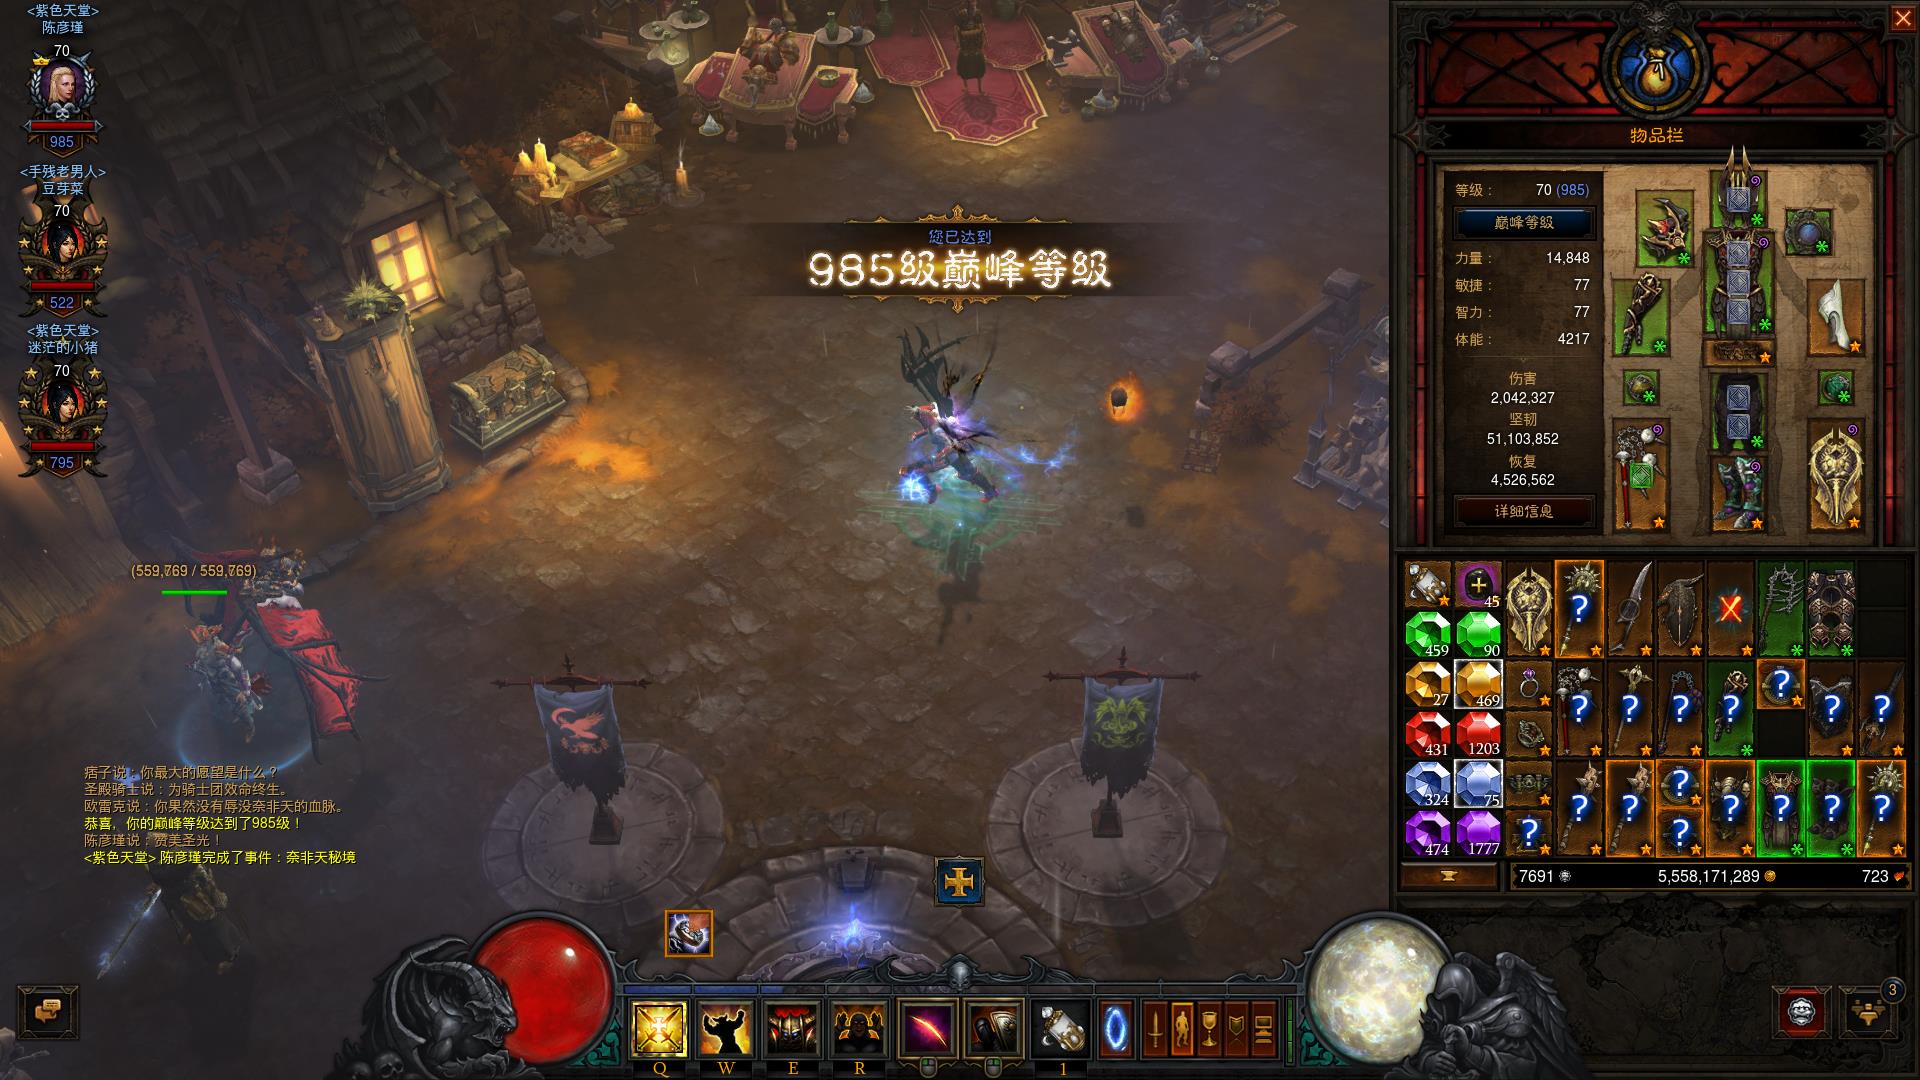 <紫色天堂>
陈彦瑾
70
985
<手残老男人>
豆芽菜
70
522
<紫色天堂>
迷茫的小猪
70
795
您已达到
985级巅峰等级
(559,769 / 559,769)
痞子说：你最大的愿望是什么？
圣殿骑士说：为骑士团效命终生。
欧雷克说：你果然没有辱没奈非天的血脉。
恭喜，你的巅峰等级达到了985级！
陈彦瑾说：赞美圣光！
<紫色天堂> 陈彦瑾完成了事件：奈非天秘境
Q W E R 1
物品栏
等级： 70 (985)
巅峰等级
力量： 14,848
敏捷： 77
智力： 77
体能： 4217
伤害
2,042,327
坚韧
51,103,852
恢复
4,526,562
详细信息
45
459 90
27 469
431 1203
324 75
474 1777
? ? ? ? ? ? ? ? ? ? ? ? ? ? ? ? ?
7691 5,558,171,289 723
3